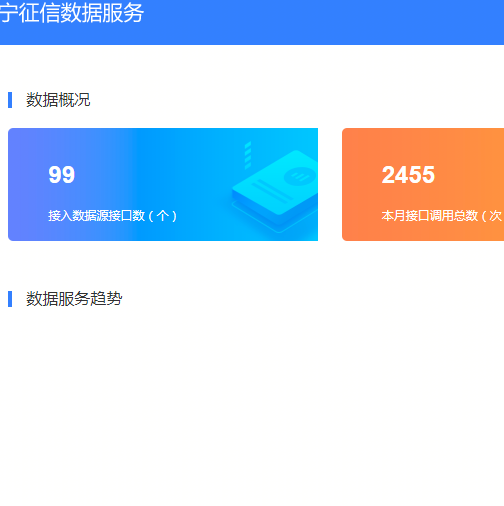 宁征信数据服务
数据概况
99
接入数据源接口数（个）
2455
本月接口调用总数（次
数据服务趋势